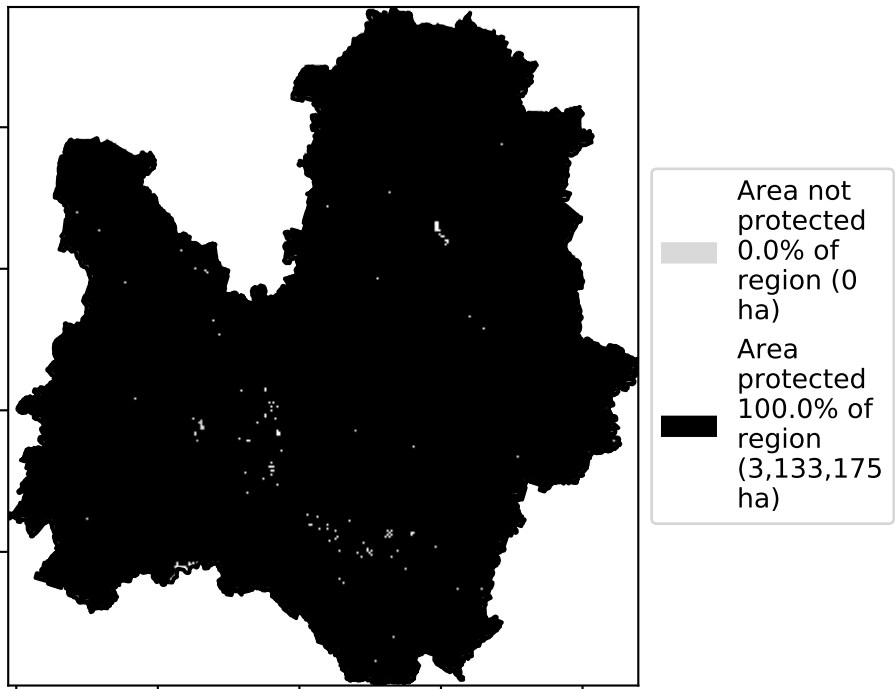 Area not
protected
0.0% of
region (0
ha)
Area
protected
100.0% of
region
(3,133,175
ha)